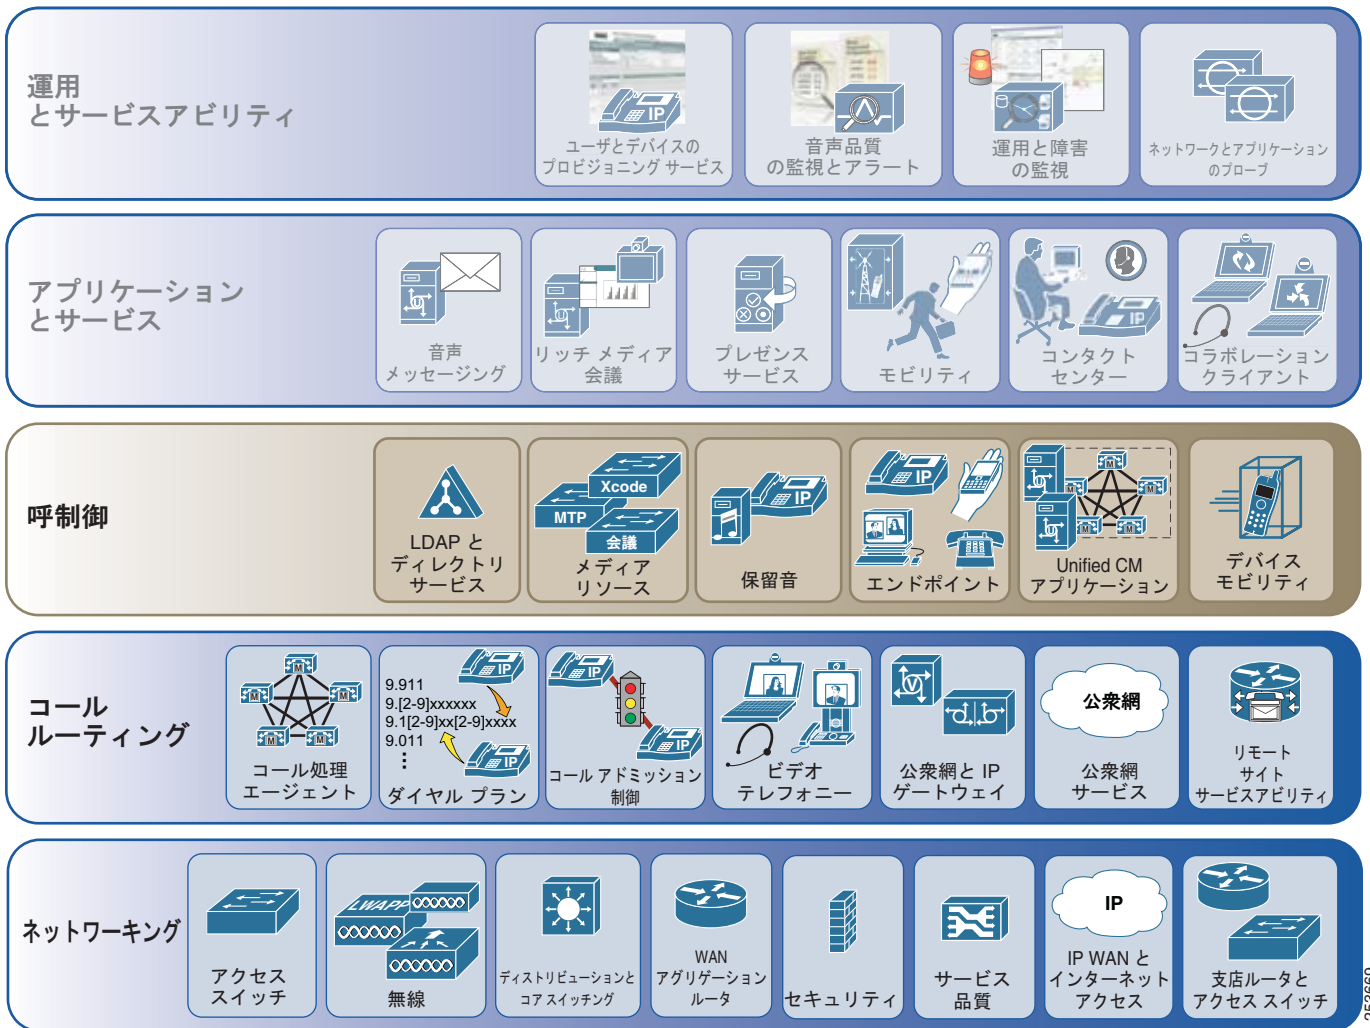 運用
とサービスアビリティ
IP
ユーザとデバイスの
プロビジョニング サービス
音声品質
の監視とアラート
運用と障害
の監視
ネットワークとアプリケーション
のプローブ
アプリケーション
とサービス
音声
メッセージング
リッチ メディア
会議
プレゼンス
サービス
モビリティ
IP
コンタクト
センター
コラボレーション
クライアント
呼制御
LDAP と
ディレクトリ
サービス
Xcode
MTP
会議
メディア
リソース
IP
保留音
IP
エンドポイント
M
M
M
M
M
Unified CM
アプリケーション
デバイス
モビリティ
コール
ルーティング
M
M
M
M
M
コール処理
エージェント
9.911
9.[2-9]xxxxxx
9.1[2-9]xx[2-9]xxxx
9.011
⋮
IP
IP
ダイヤル プラン
IP
IP
コール アドミッション
制御
ビデオ
テレフォニー
V
公衆網と IP
ゲートウェイ
公衆網
公衆網
サービス
リモート
サイト
サービスアビリティ
ネットワーキング
アクセス
スイッチ
LWAPP
無線
ディストリビューションと
コア スイッチング
WAN
アグリゲーション
ルータ
セキュリティ
サービス
品質
IP
IP WAN と
インターネット
アクセス
支店ルータと
アクセス スイッチ